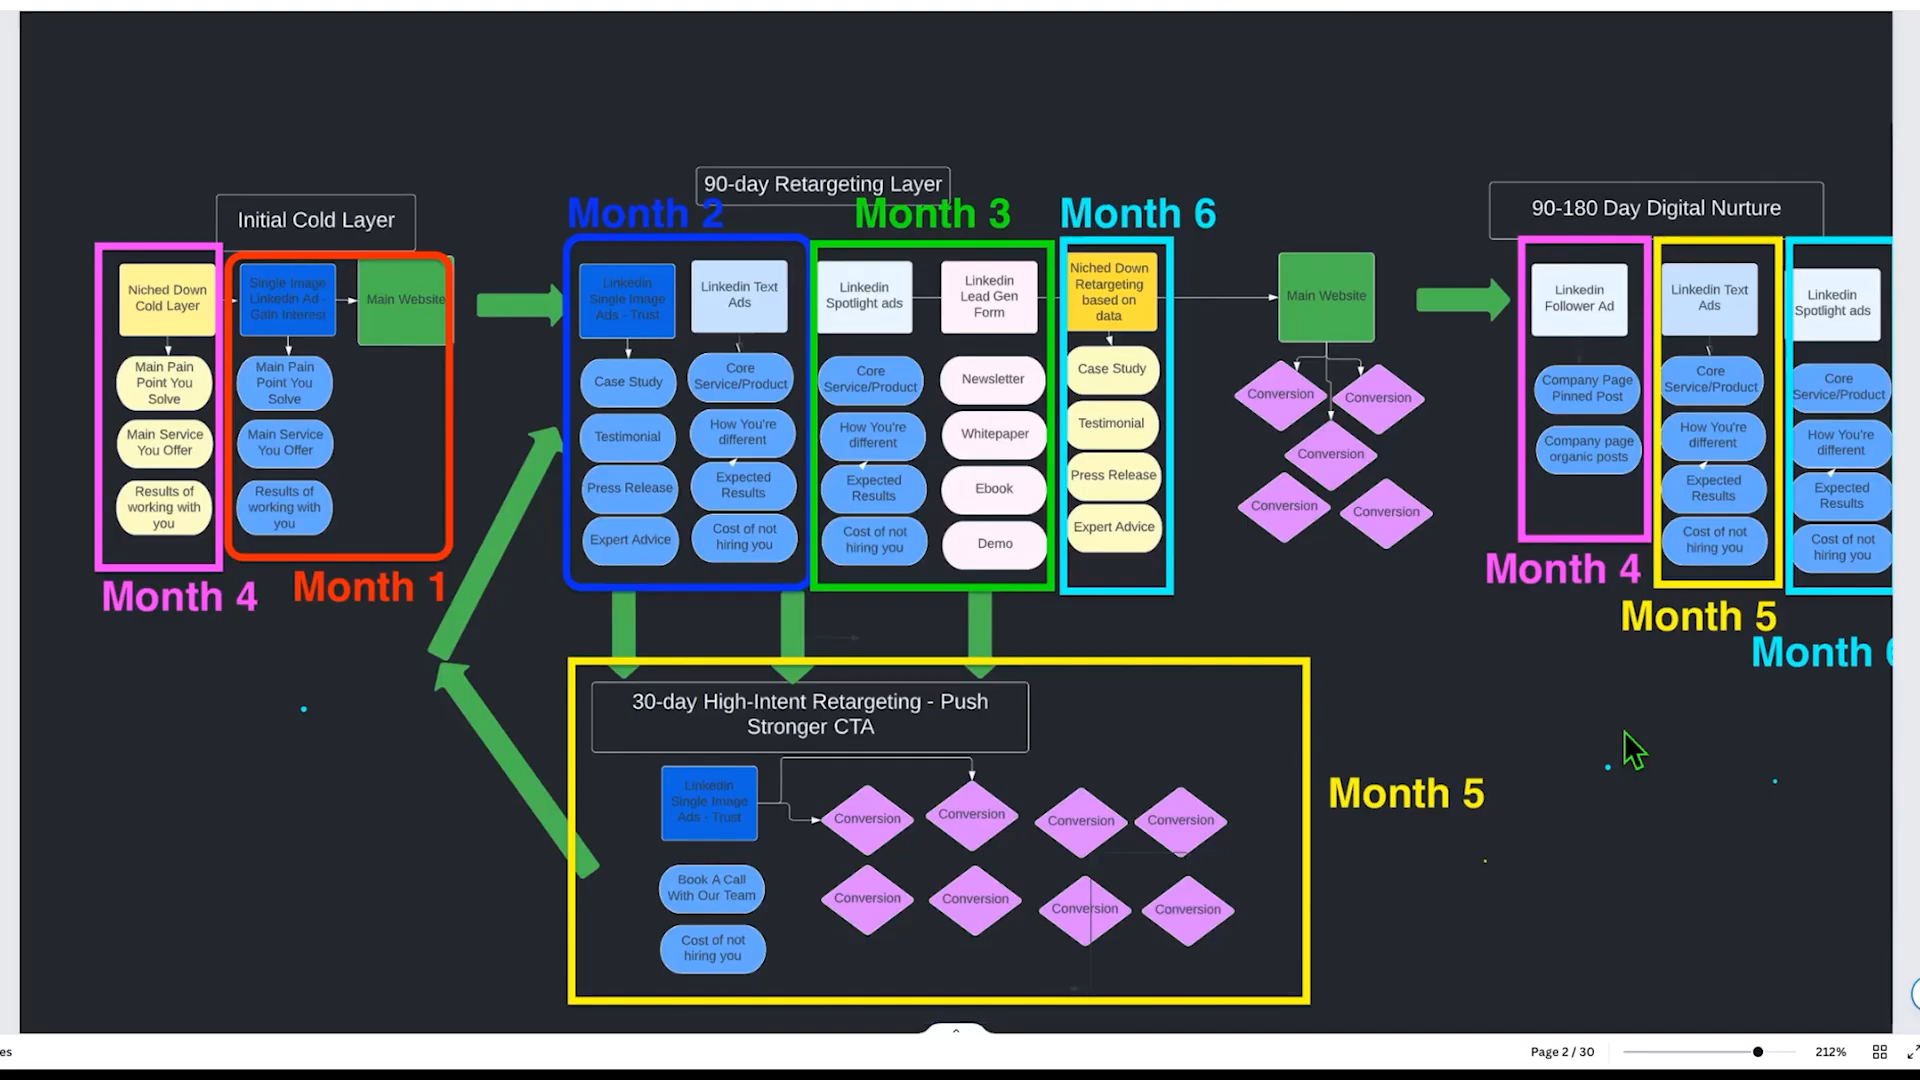 90-day Retargeting Layer
Initial Cold Layer
90-180 Day Digital Nurture
Month 2
Month 3
Month 6
Niched Down
Cold Layer
Main Pain
Point You
Solve
Main Service
You Offer
Results of
working with
you
Month 4
Single Image
Linkedin Ad -
Gain Interest
Main Website
Main Pain
Point You
Solve
Main Service
You Offer
Results of
working with
you
Month 1
Linkedin
Single Image
Ads - Trust
Case Study
Testimonial
Press Release
Expert Advice
Linkedin Text
Ads
Core
Service/Product
How You're
different
Expected
Results
Cost of not
hiring you
Linkedin
Spotlight ads
Core
Service/Product
How You're
different
Expected
Results
Cost of not
hiring you
Linkedin
Lead Gen
Form
Newsletter
Whitepaper
Ebook
Demo
Niched Down
Retargeting
based on
data
Case Study
Testimonial
Press Release
Expert Advice
Main Website
Conversion
Conversion
Conversion
Conversion
Conversion
Linkedin
Follower Ad
Company Page
Pinned Post
Company page
organic posts
Month 4
Linkedin Text
Ads
Core
Service/Product
How You're
different
Expected
Results
Cost of not
hiring you
Month 5
Linkedin
Spotlight ads
Core
Service/Product
How You're
different
Expected
Results
Cost of not
hiring you
Month 6
30-day High-Intent Retargeting - Push
Stronger CTA
Linkedin
Single Image
Ads - Trust
Book A Call
With Our Team
Cost of not
hiring you
Conversion
Conversion
Conversion
Conversion
Conversion
Conversion
Conversion
Conversion
Month 5
es
Page 2 / 30
212%